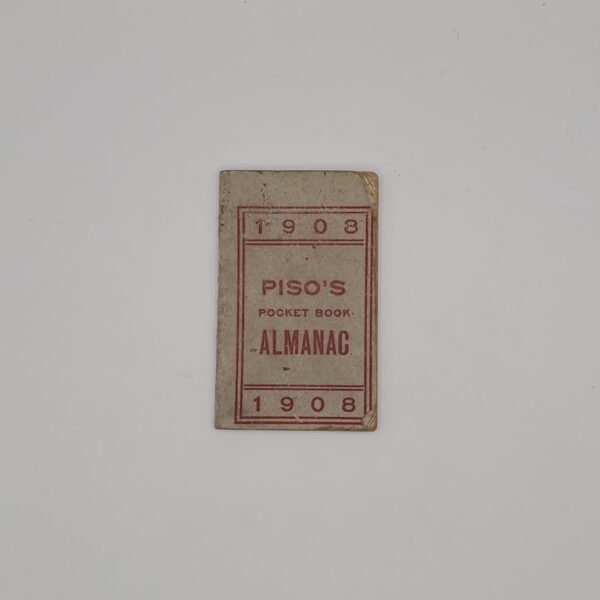 1908
PISO'S
POCKET BOOK
ALMANAC
1908